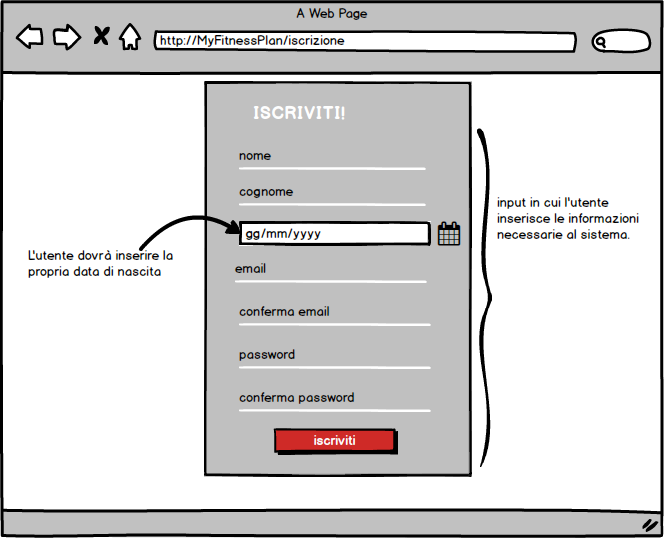 A Web Page
http://MyFitnessPlan/iscrizione
ISCRIVITI!
nome
cognome
gg/mm/yyyy
email
conferma email
password
conferma password
iscriviti
L'utente dovrà inserire la
propria data di nascita
input in cui l'utente
inserisce le informazioni
necessarie al sistema.